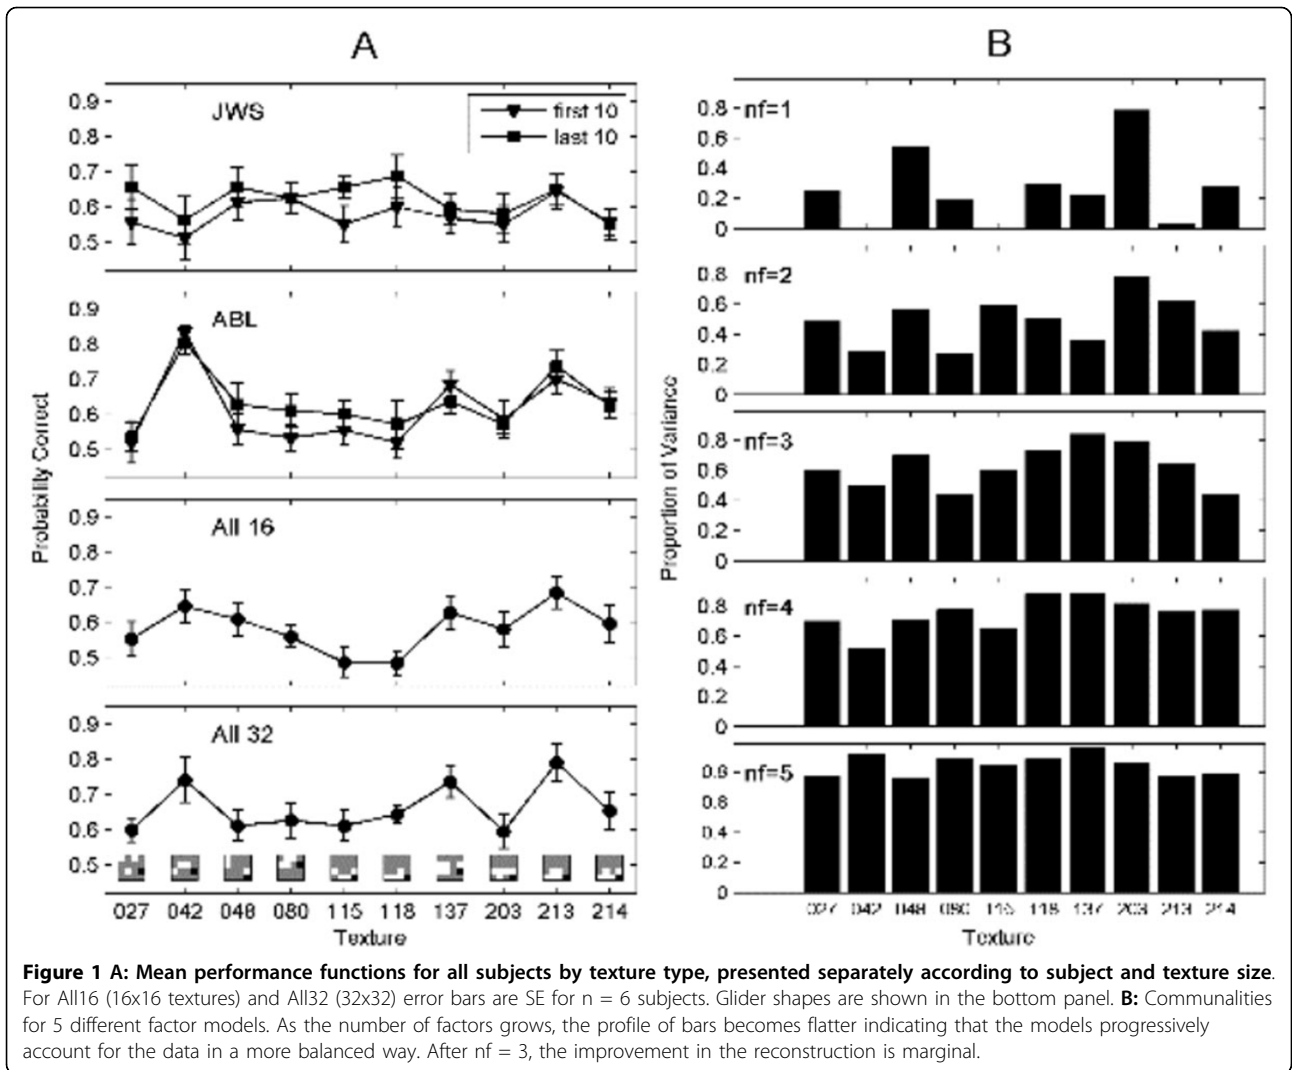 A
B
JWS
first 10
last 10
0.9
0.8
0.7
0.6
0.5
ABL
0.9
0.8
0.7
0.6
0.5
All 16
0.9
0.8
0.7
0.6
0.5
All 32
0.9
0.8
0.7
0.6
0.5
027 042 048 080 115 118 137 203 213 214
Texture
Probability Correct
nf=1
0.8
0.6
0.4
0.2
0
nf=2
0.8
0.6
0.4
0.2
0
nf=3
0.8
0.6
0.4
0.2
0
nf=4
0.8
0.6
0.4
0.2
0
nf=5
0.8
0.6
0.4
0.2
0
027 042 048 080 115 118 137 203 213 214
Texture
Proportion of Variance
Figure 1 A: Mean performance functions for all subjects by texture type, presented separately according to subject and texture size.
For All16 (16x16 textures) and All32 (32x32) error bars are SE for n = 6 subjects. Glider shapes are shown in the bottom panel. B: Communalities
for 5 different factor models. As the number of factors grows, the profile of bars becomes flatter indicating that the models progressively
account for the data in a more balanced way. After nf = 3, the improvement in the reconstruction is marginal.